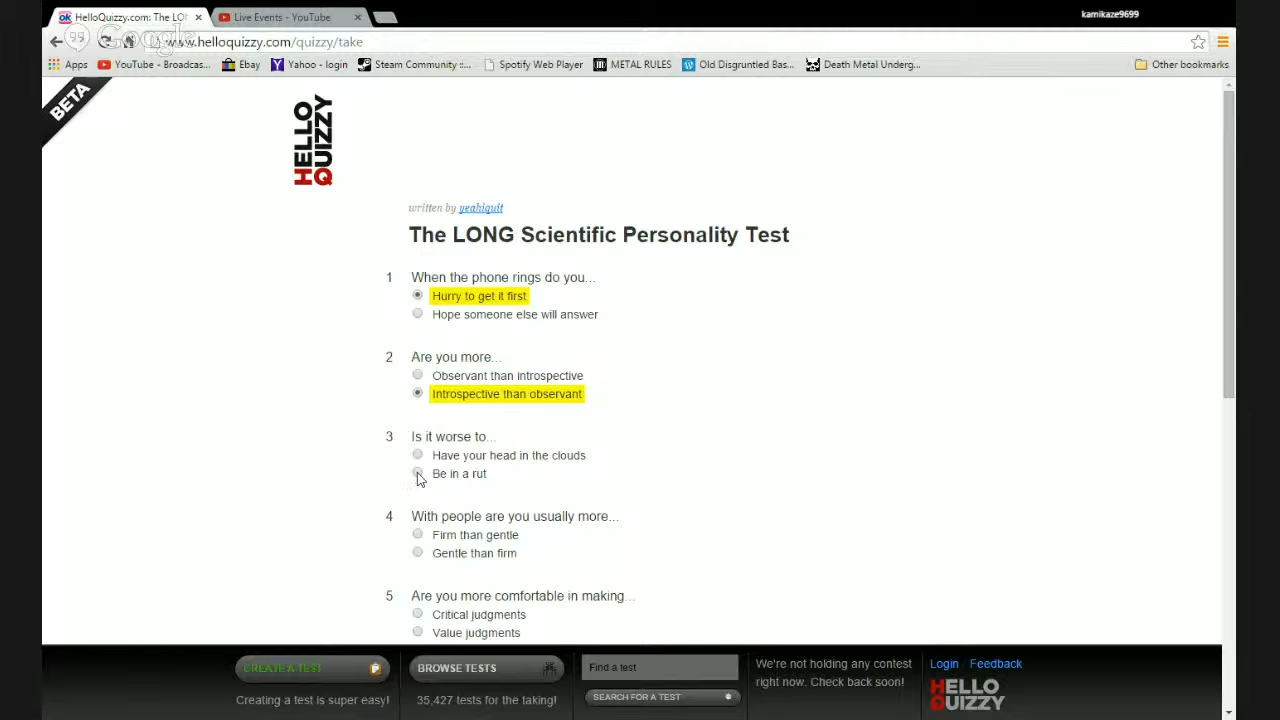 HelloQuizzy.com: The LON
Live Events - YouTube
kamikaze9699
Google
www.helloquizzy.com/quizzy/take
Apps
YouTube - Broadcas...
Ebay
Yahoo - login
Steam Community ::...
Spotify Web Player
METAL RULES
Old Disgruntled Bas...
Death Metal Underg...
Other bookmarks
BETA
HELLO
QUIZZY
written by yeahiquit
The LONG Scientific Personality Test
1 When the phone rings do you...
Hurry to get it first
Hope someone else will answer
2 Are you more...
Observant than introspective
Introspective than observant
3 Is it worse to...
Have your head in the clouds
Be in a rut
4 With people are you usually more...
Firm than gentle
Gentle than firm
5 Are you more comfortable in making...
Critical judgments
Value judgments
CREATE A TEST
Creating a test is super easy!
BROWSE TESTS
35,427 tests for the taking!
Find a test
SEARCH FOR A TEST
We're not holding any contest
right now. Check back soon!
Login Feedback
HELLO
QUIZZY